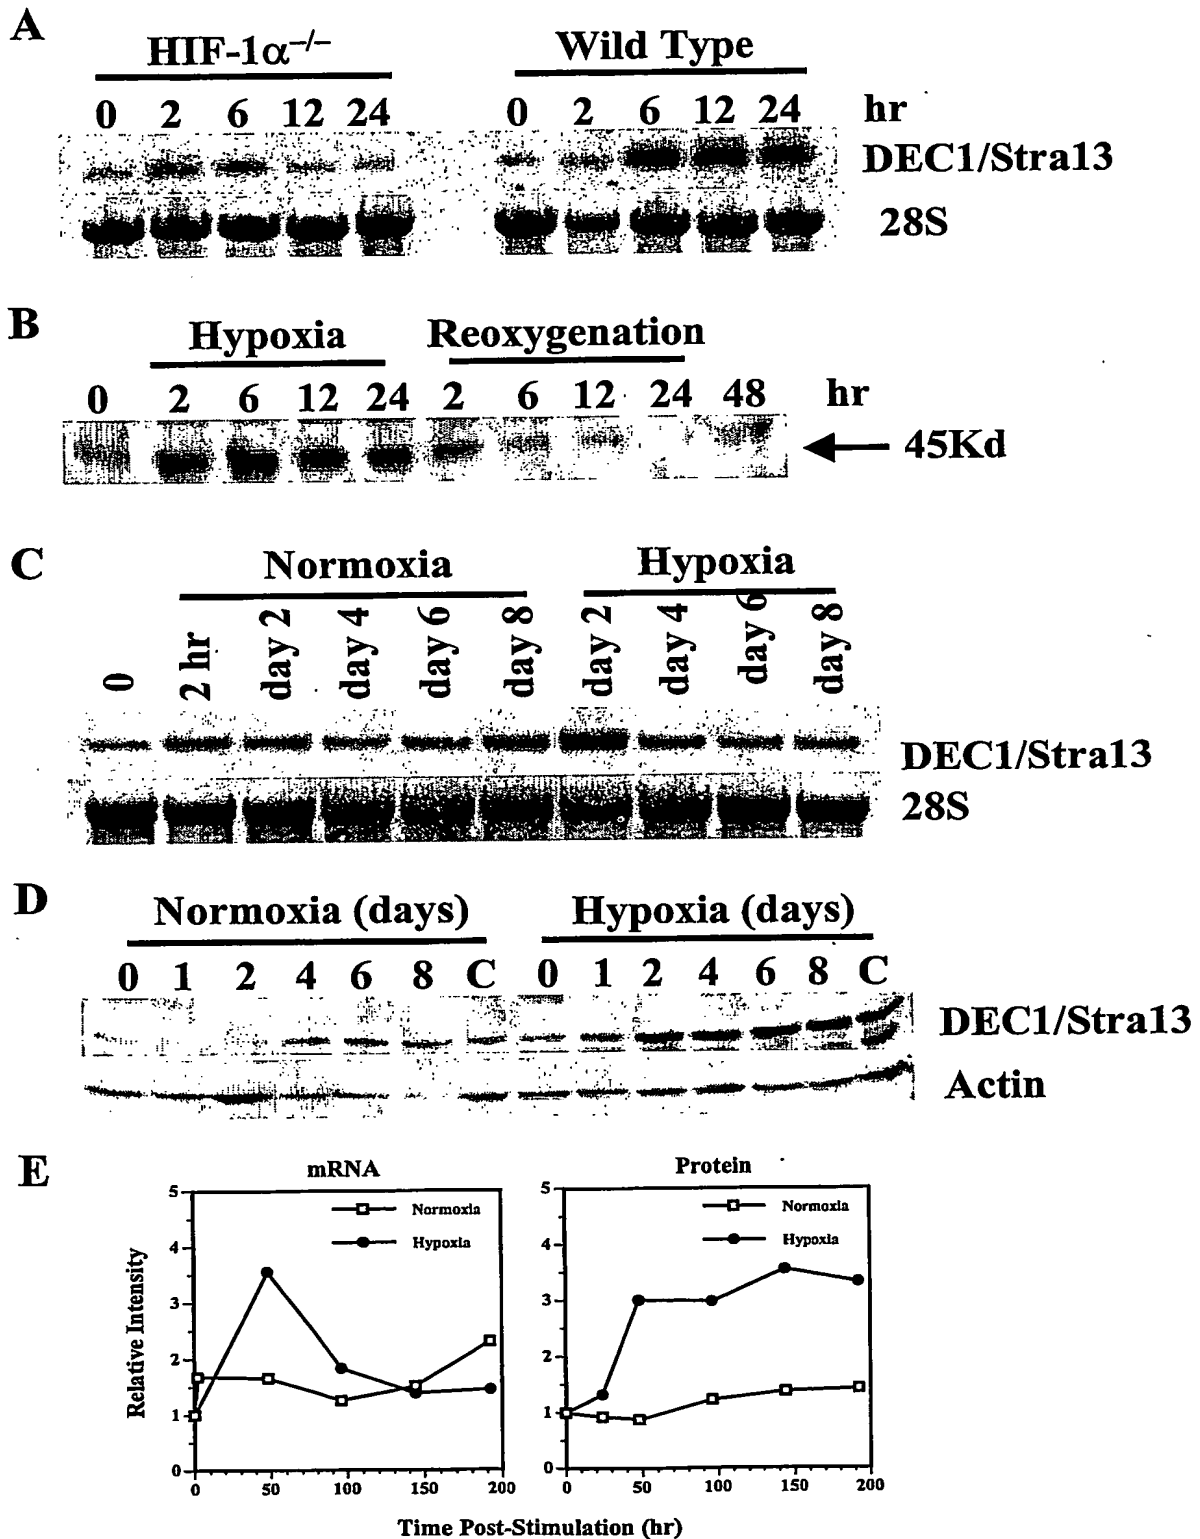 A
HIF-1α−/− Wild Type
0 2 6 12 24 0 2 6 12 24 hr
DEC1/Stra13
28S
B
Hypoxia Reoxygenation
0 2 6 12 24 2 6 12 24 48 hr
45Kd
C
Normoxia Hypoxia
0 2 hr day 2 day 4 day 6 day 8 day 2 day 4 day 6 day 8
DEC1/Stra13
28S
D
Normoxia (days) Hypoxia (days)
0 1 2 4 6 8 C 0 1 2 4 6 8 C
DEC1/Stra13
Actin
E
mRNA Protein
Relative Intensity
5 4 3 2 1 0
Normoxia
Hypoxia
0 50 100 150 200
5 4 3 2 1 0
Normoxia
Hypoxia
0 50 100 150 200
Time Post-Stimulation (hr)